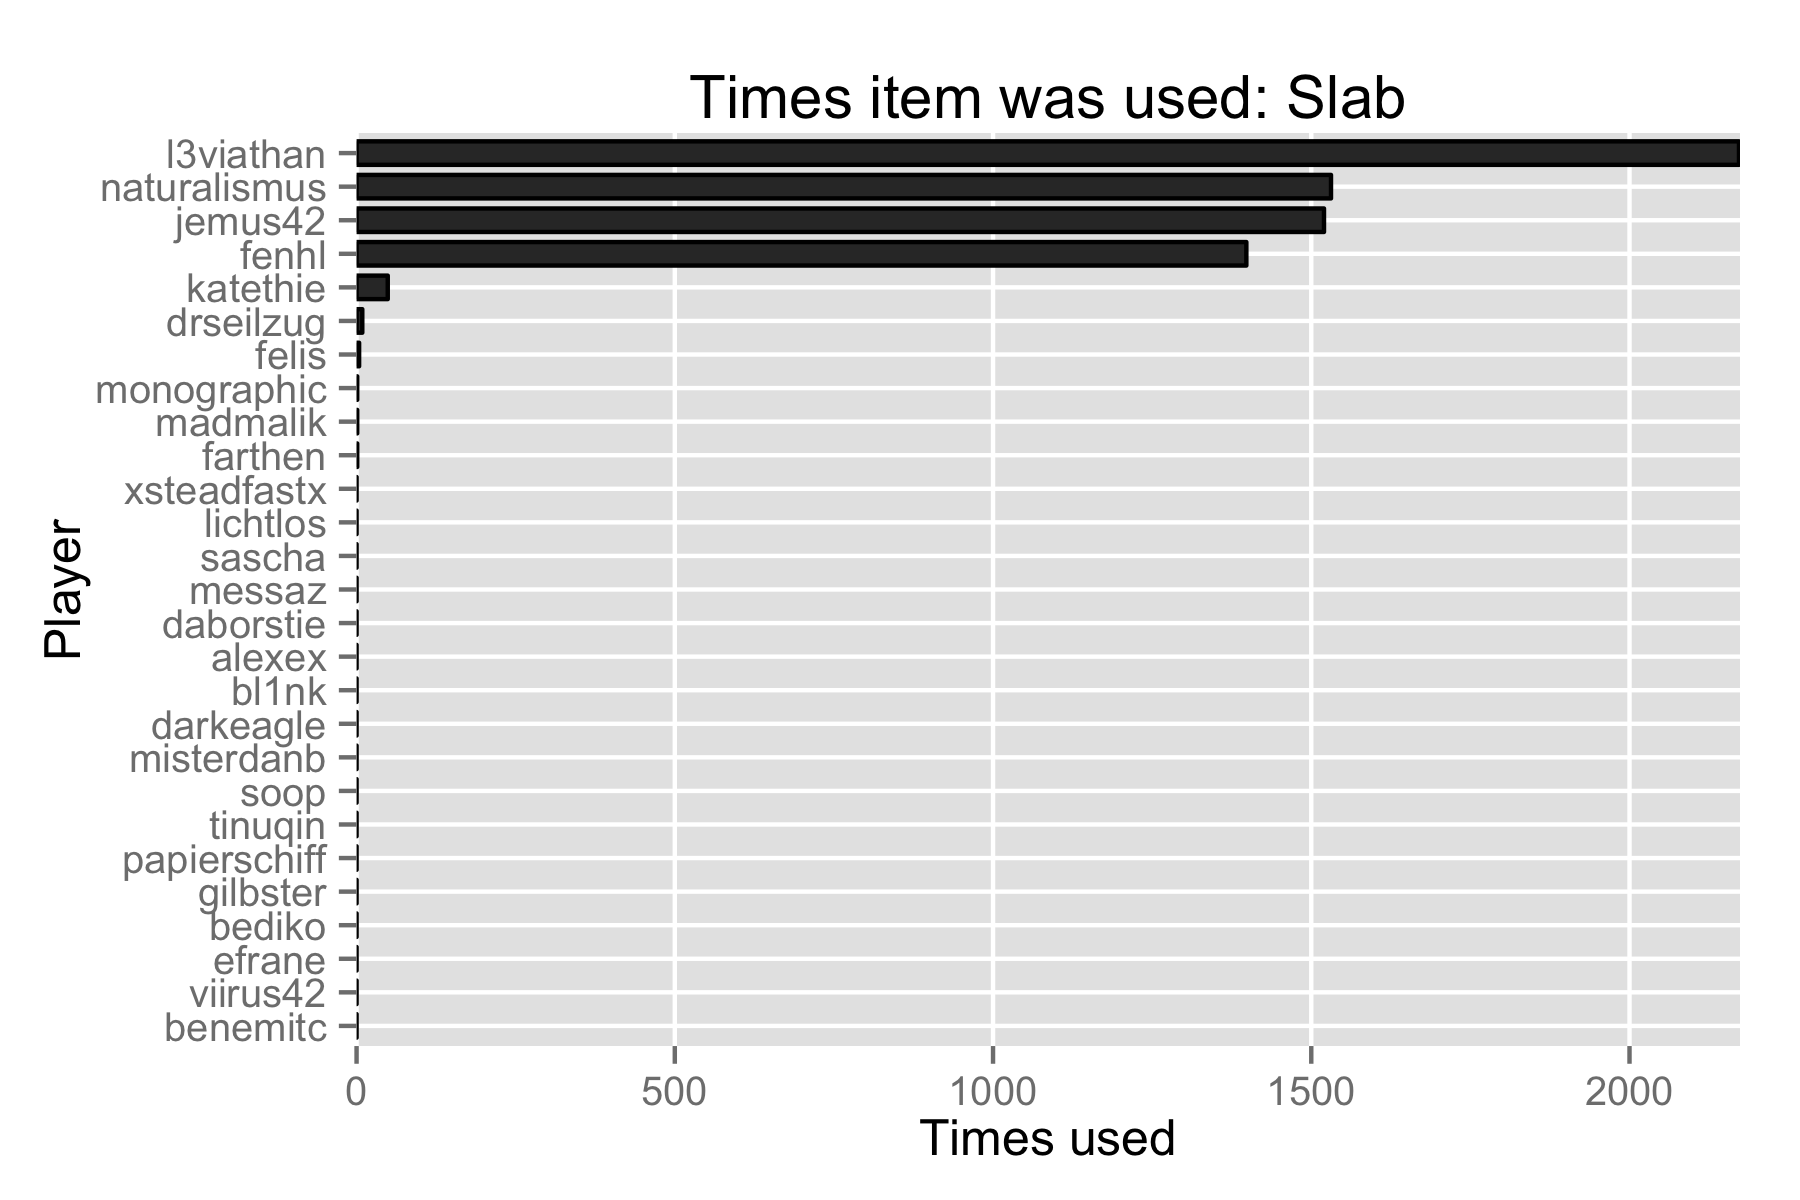 Times item was used: Slab
l3viathan
naturalismus
jemus42
fenhl
katethie
drseilzug
felis
monographic
madmalik
farthen
xsteadfastx
lichtlos
sascha
messaz
daborstie
alexex
bl1nk
darkeagle
misterdanb
soop
tinuqin
papierschiff
gilbster
bediko
efrane
viirus42
benemitc
Player
0 500 1000 1500 2000
Times used